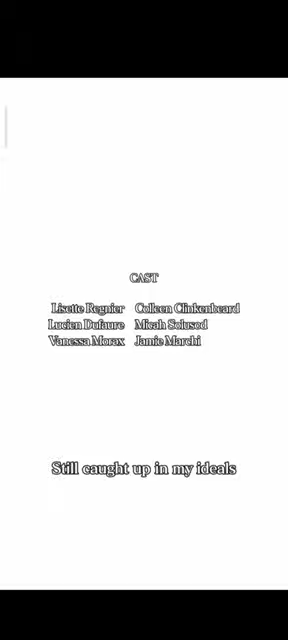 CAST
Lisette Regnier Colleen Clinkenbeard
Lucien Dufaure Micah Solusod
Vanessa Morax Jamie Marchi
Still caught up in my ideals